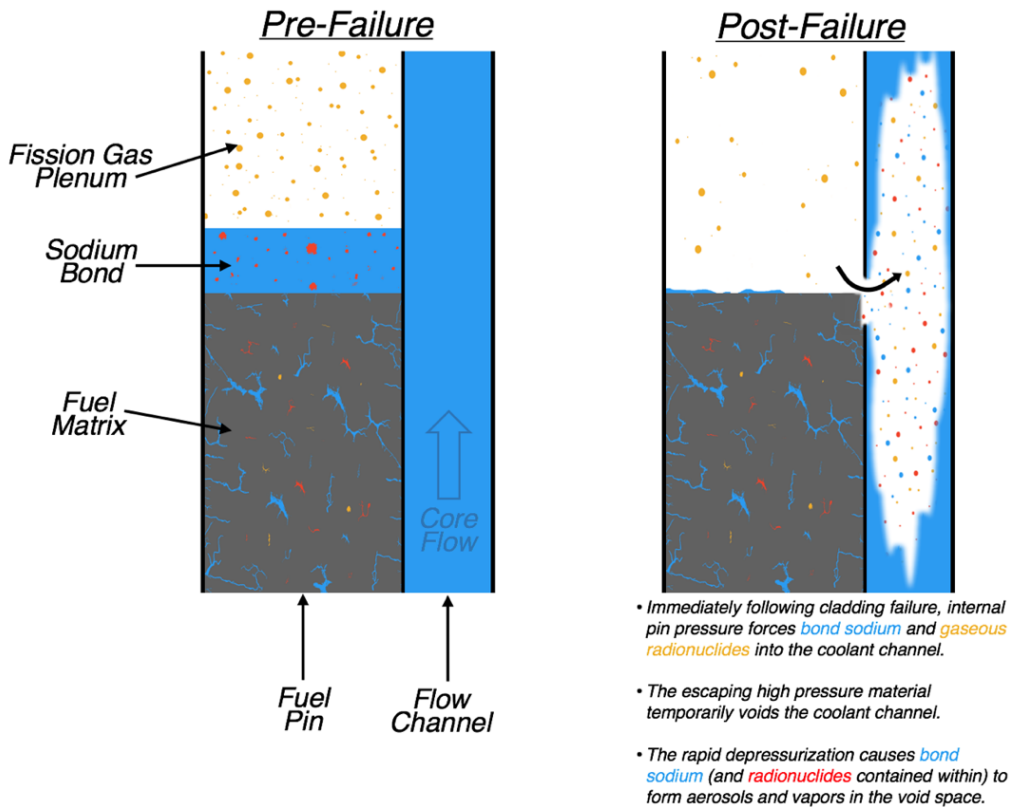 Pre-Failure
Post-Failure
Fission Gas
Plenum
Sodium
Bond
Fuel
Matrix
Core
Flow
Fuel
Pin
Flow
Channel
• Immediately following cladding failure, internal
pin pressure forces bond sodium and gaseous
radionuclides into the coolant channel.
• The escaping high pressure material
temporarily voids the coolant channel.
• The rapid depressurization causes bond
sodium (and radionuclides contained within) to
form aerosols and vapors in the void space.